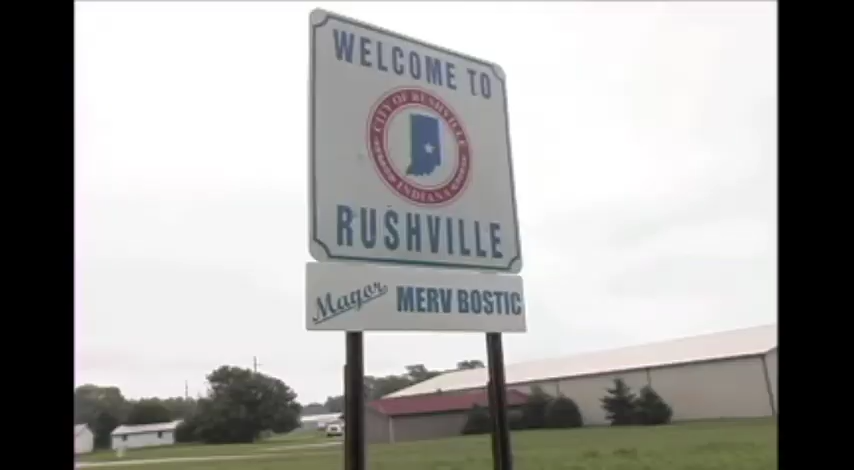 WELCOME TO
CITY OF RUSHVILLE
INDIANA
RUSHVILLE
Mayor MERV BOSTIC